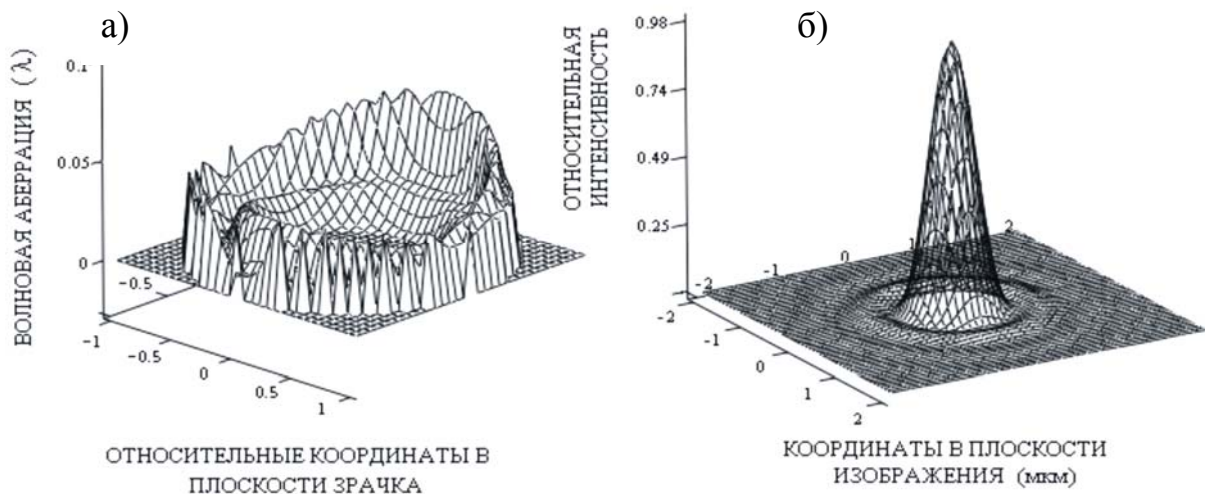 а)
ВОЛНОВАЯ АБЕРРАЦИЯ (λ)
0.1
0.05
0
-0.5
-1
-1
-0.5
0
0.5
1
ОТНОСИТЕЛЬНЫЕ КООРДИНАТЫ В
ПЛОСКОСТИ ЗРАЧКА
б)
ОТНОСИТЕЛЬНАЯ
ИНТЕНСИВНОСТЬ
0.98
0.74
0.49
0.25
-2
-1
0
1
2
-2
-1
0
1
2
КООРДИНАТЫ В ПЛОСКОСТИ
ИЗОБРАЖЕНИЯ (мкм)